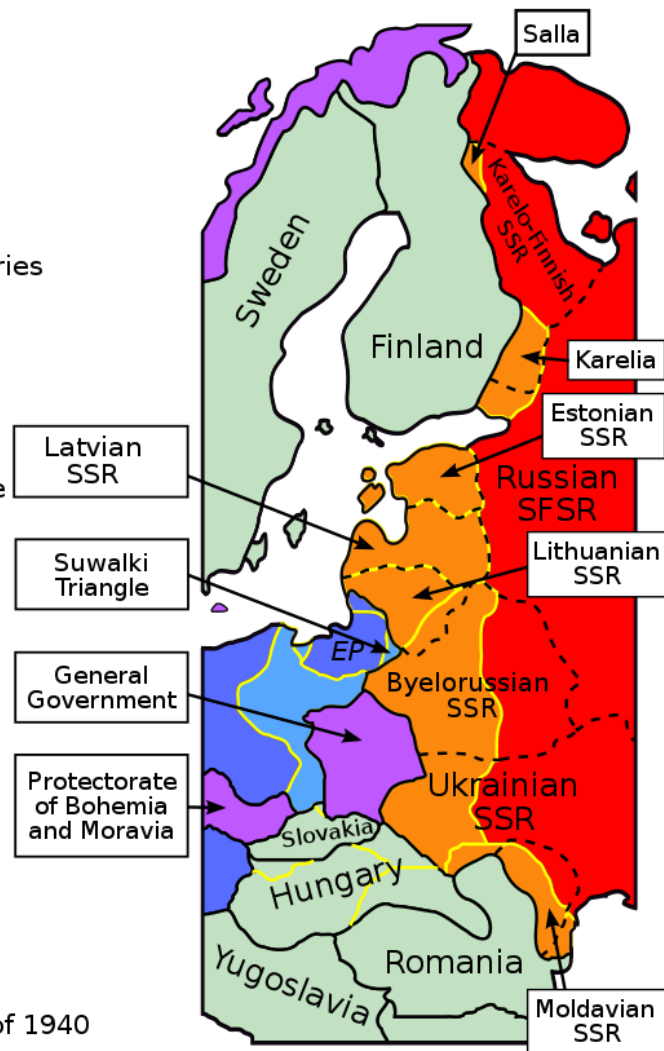 Salla
Karelo-Finnish
SSR
ries
Sweden
Finland
Karelia
Estonian
SSR
Latvian
SSR
e
Russian
SFSR
Lithuanian
SSR
Suwalki
Triangle
EP
General
Government
Byelorussian
SSR
Protectorate
of Bohemia
and Moravia
Ukrainian
SSR
Slovakia
Hungary
Yugoslavia
Romania
Moldavian
SSR
of 1940